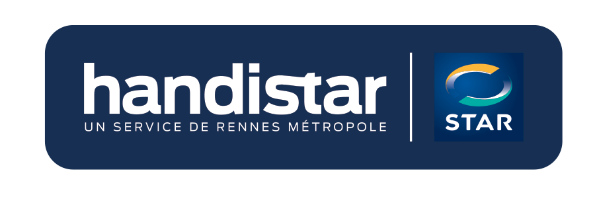 handistar
UN SERVICE DE RENNES MÉTROPOLE
STAR